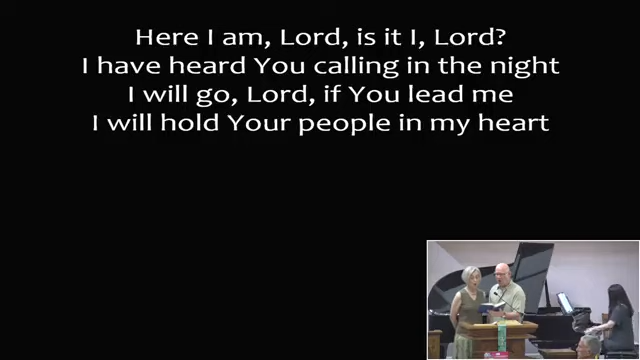 Here I am, Lord, is it I, Lord?
I have heard You calling in the night
I will go, Lord, if You lead me
I will hold Your people in my heart